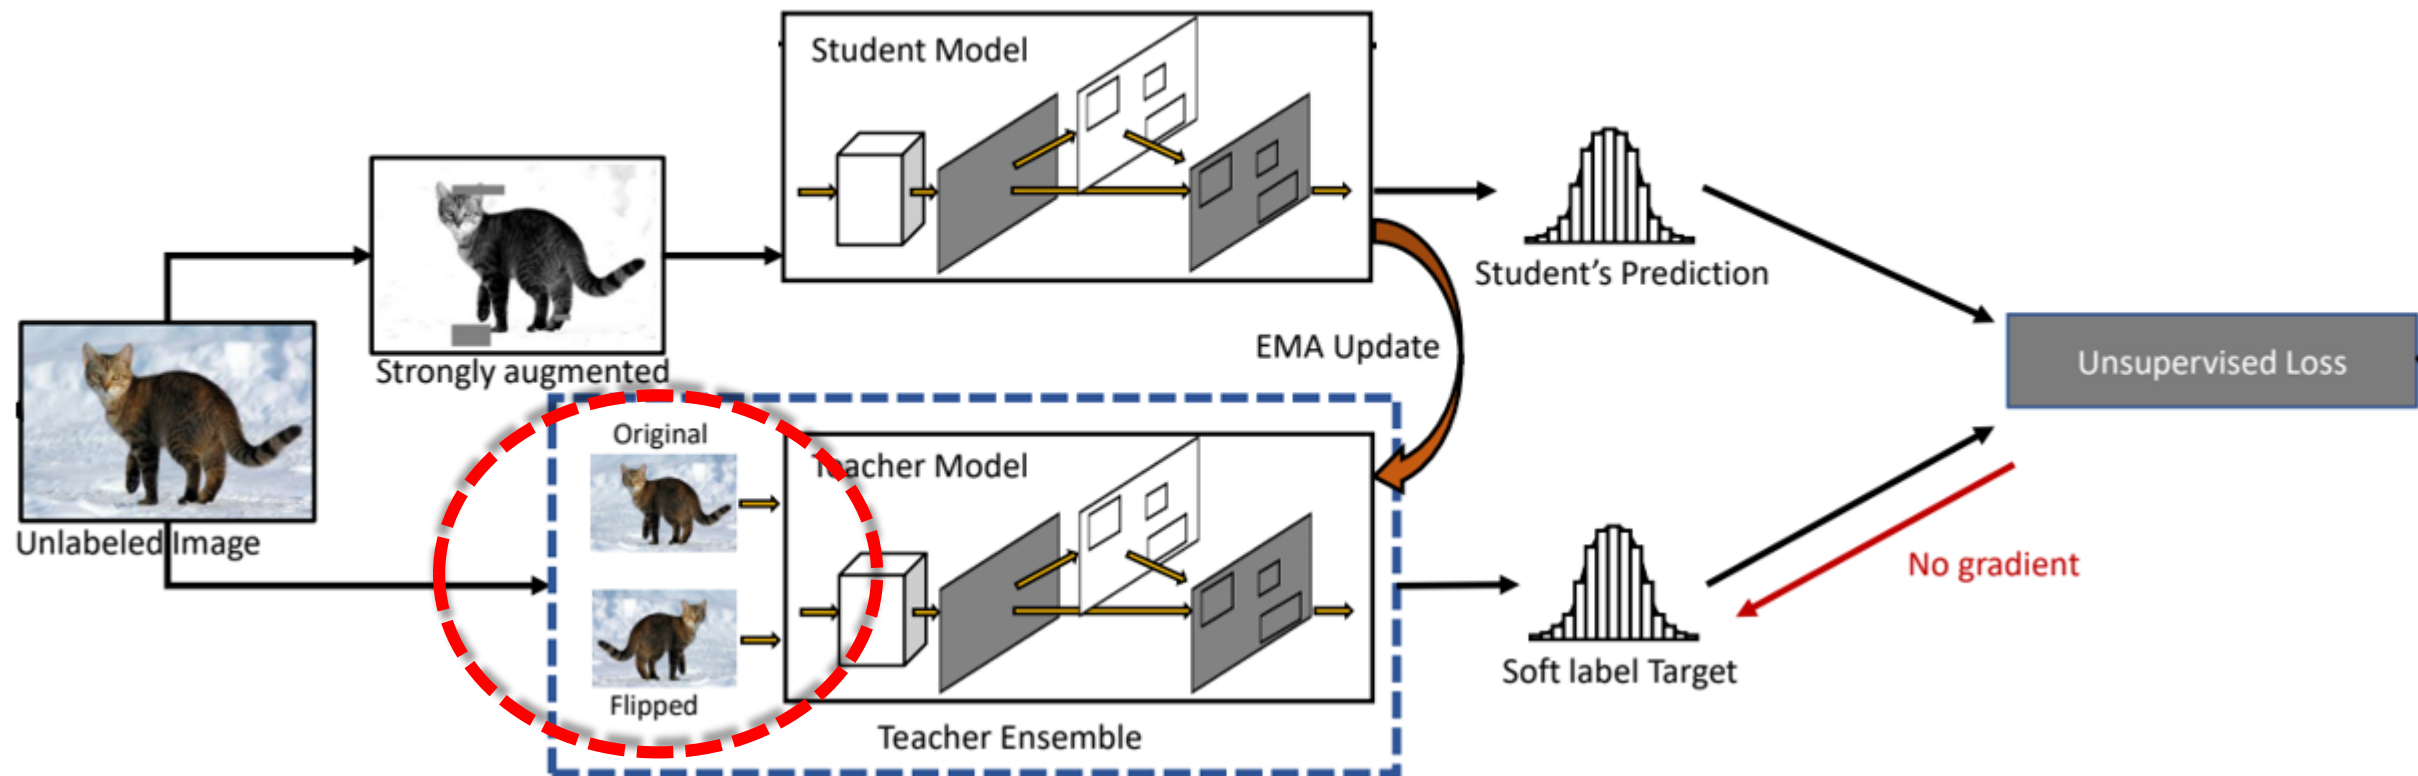 Student Model
Strongly augmented
Unlabeled Image
Student's Prediction
EMA Update
Unsupervised Loss
Original
Teacher Model
Flipped
Teacher Ensemble
Soft label Target
No gradient